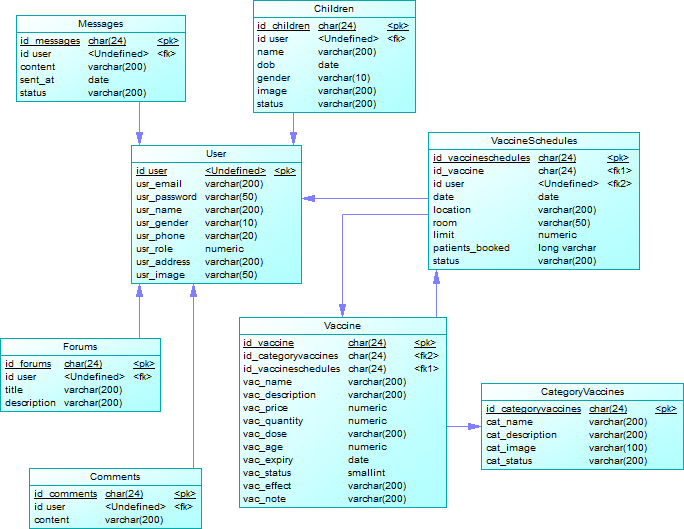 Messages
id_messages char(24) <pk>
id user <Undefined> <fk>
content varchar(200)
sent_at date
status varchar(200)
Children
id_children char(24) <pk>
id user <Undefined> <fk>
name varchar(200)
dob date
gender varchar(10)
image varchar(200)
status varchar(200)
User
id user <Undefined> <pk>
usr_email varchar(200)
usr_password varchar(50)
usr_name varchar(200)
usr_gender varchar(10)
usr_phone varchar(20)
usr_role numeric
usr_address varchar(200)
usr_image varchar(50)
VaccineSchedules
id_vaccineschedules char(24) <pk>
id_vaccine char(24) <fk1>
id user <Undefined> <fk2>
date date
location varchar(200)
room varchar(50)
limit numeric
patients_booked long varchar
status varchar(200)
Vaccine
id_vaccine char(24) <pk>
id_categoryvaccines char(24) <fk2>
id_vaccineschedules char(24) <fk1>
vac_name varchar(200)
vac_description varchar(200)
vac_price numeric
vac_quantity numeric
vac_dose varchar(200)
vac_age numeric
vac_expiry date
vac_status smallint
vac_effect varchar(200)
vac_note varchar(200)
Forums
id_forums char(24) <pk>
id user <Undefined> <fk>
title varchar(200)
description varchar(200)
CategoryVaccines
id_categoryvaccines char(24) <pk>
cat_name varchar(200)
cat_description varchar(200)
cat_image varchar(100)
cat_status varchar(200)
Comments
id_comments char(24) <pk>
id user <Undefined> <fk>
content varchar(200)